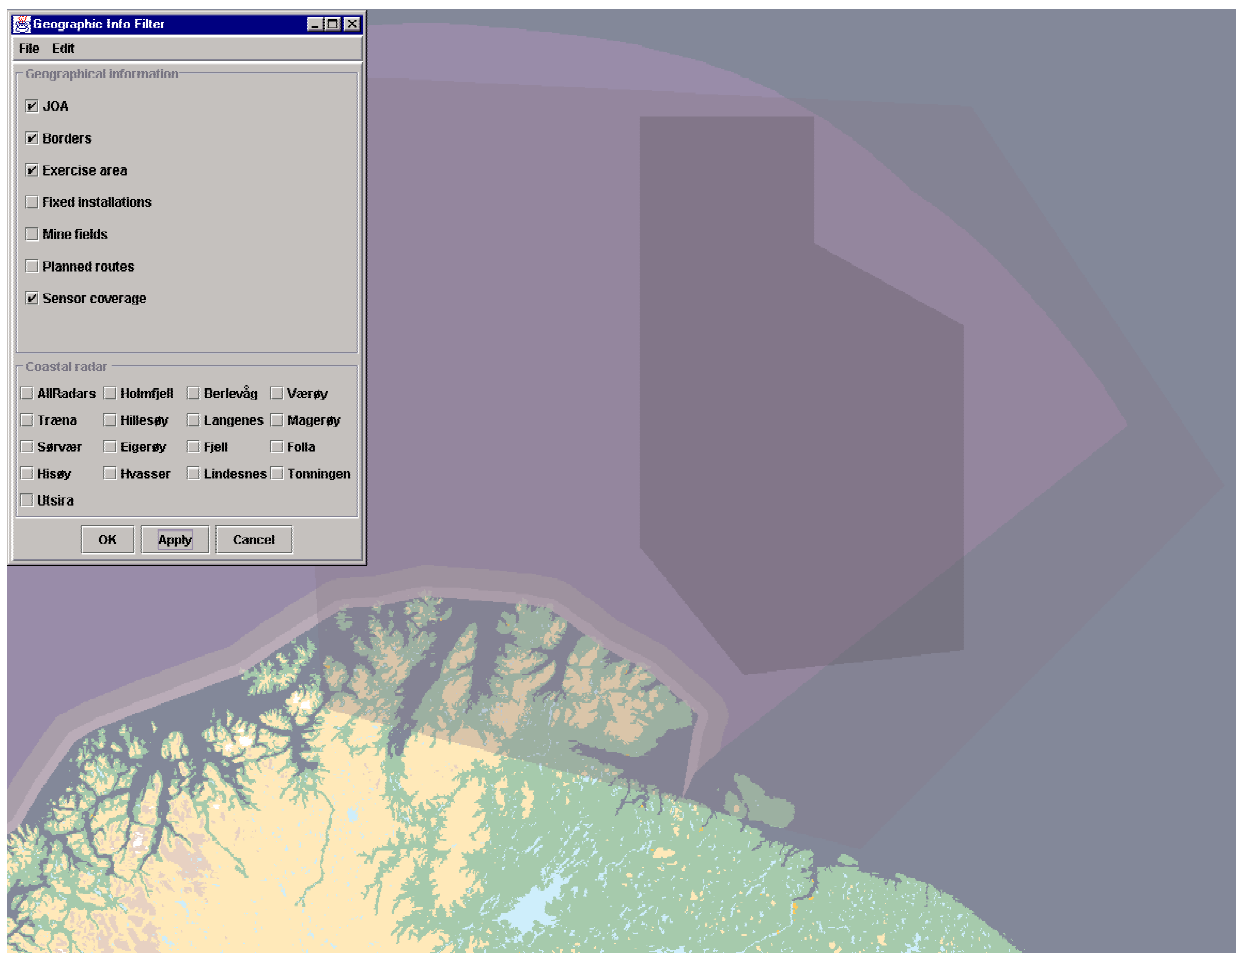 Geographic Info Filter
File Edit
Geographical information
JOA
Borders
Exercise area
Fixed installations
Mine fields
Planned routes
Sensor coverage
Coastal radar
AllRadars Holmfjell Berlevåg Værøy
Træna Hillesøy Langenes Magerøy
Sørvær Eigerøy Fjell Folla
Hisøy Hvasser Lindesnes Tonningen
Utsira
OK Apply Cancel